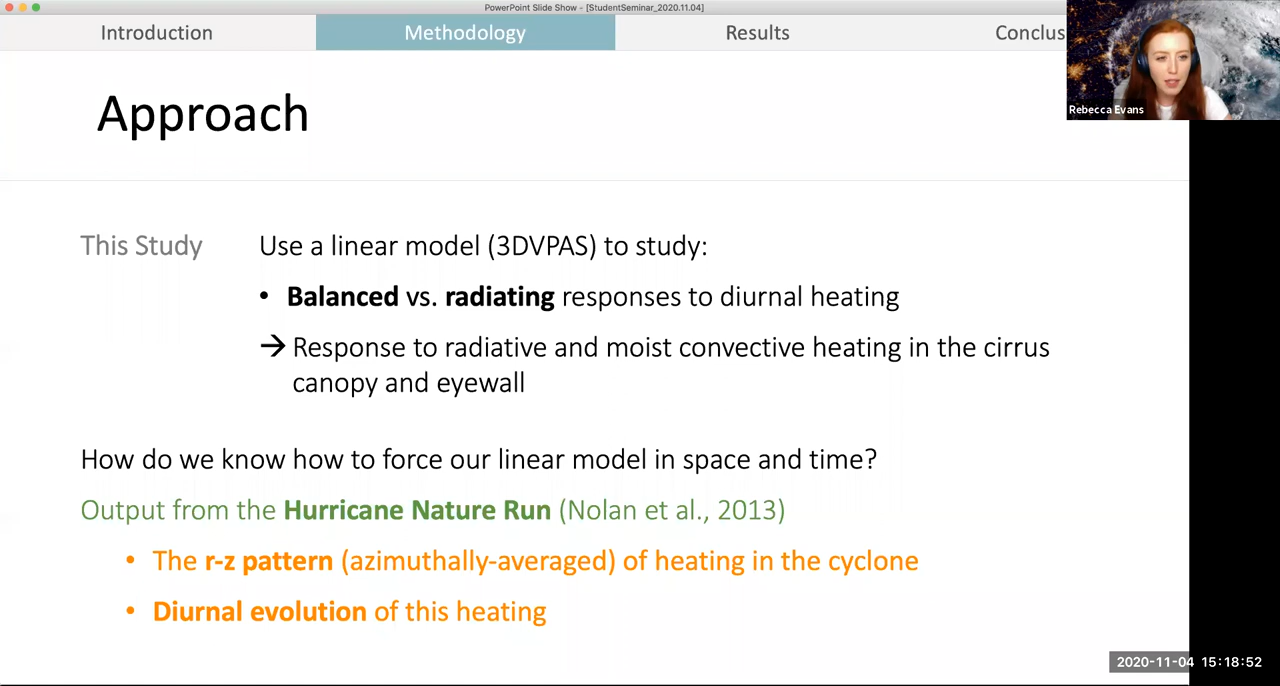 PowerPoint Slide Show - [StudentSeminar_2020.11.04]
Introduction
Methodology
Results
Conclus
Rebecca Evans
Approach
This Study
Use a linear model (3DVPAS) to study:
• Balanced vs. radiating responses to diurnal heating
→ Response to radiative and moist convective heating in the cirrus
canopy and eyewall
How do we know how to force our linear model in space and time?
Output from the Hurricane Nature Run (Nolan et al., 2013)
• The r-z pattern (azimuthally-averaged) of heating in the cyclone
• Diurnal evolution of this heating
2020-11-04 15:18:52